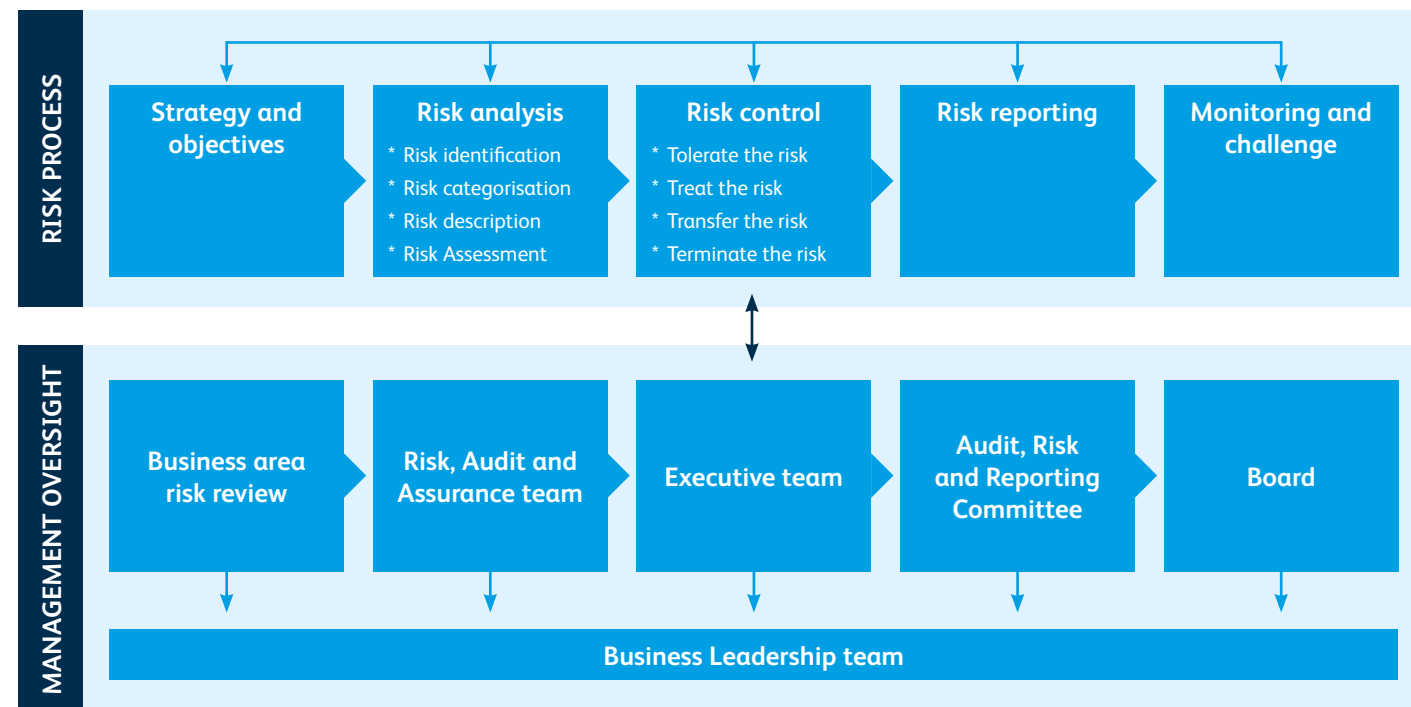 RISK PROCESS
Strategy and
objectives
Risk analysis
* Risk identification
* Risk categorisation
* Risk description
* Risk Assessment
Risk control
* Tolerate the risk
* Treat the risk
* Transfer the risk
* Terminate the risk
Risk reporting
Monitoring and
challenge
MANAGEMENT OVERSIGHT
Business area
risk review
Risk, Audit and
Assurance team
Executive team
Audit, Risk
and Reporting
Committee
Board
Business Leadership team